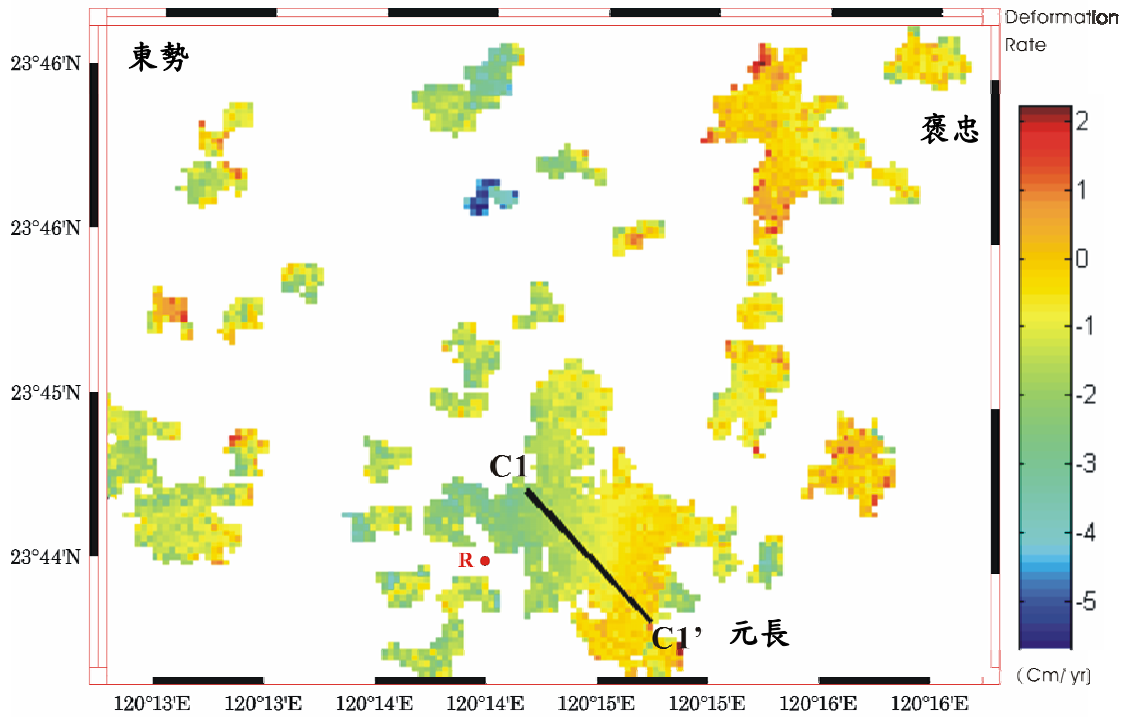 Deformation
Rate
東勢
23°46'N
褒忠
2
1
23°46'N
0
-1
23°45'N
-2
C1
-3
-4
23°44'N
R
-5
C1’
元長
(Cm/yr)
120°13'E
120°13'E
120°14'E
120°14'E
120°15'E
120°15'E
120°16'E
120°16'E